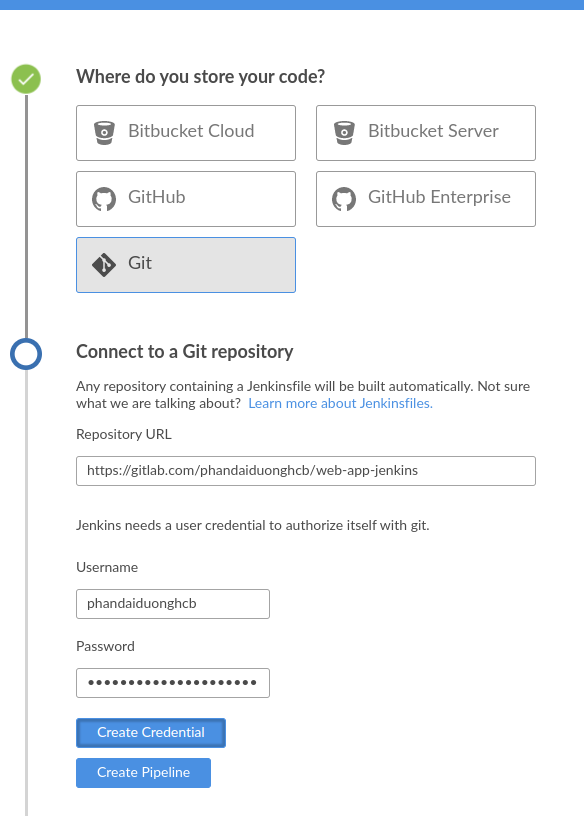 Where do you store your code?
Bitbucket Cloud
Bitbucket Server
GitHub
GitHub Enterprise
Git
Connect to a Git repository
Any repository containing a Jenkinsfile will be built automatically. Not sure
what we are talking about? Learn more about Jenkinsfiles.
Repository URL
https://gitlab.com/phandaiduonghcb/web-app-jenkins
Jenkins needs a user credential to authorize itself with git.
Username
phandaiduonghcb
Password
•••••••••••••••••••••
Create Credential
Create Pipeline